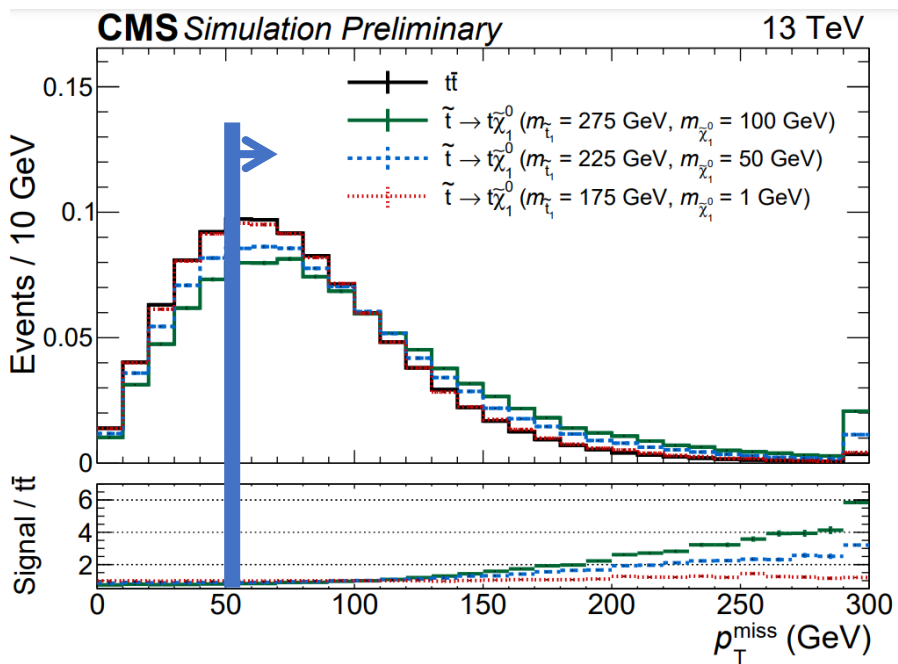 CMS Simulation Preliminary 13 TeV
tt̄
t̃ → tχ̃₁⁰ (m_t̃₁ = 275 GeV, m_χ̃₁⁰ = 100 GeV)
t̃ → tχ̃₁⁰ (m_t̃₁ = 225 GeV, m_χ̃₁⁰ = 50 GeV)
t̃ → tχ̃₁⁰ (m_t̃₁ = 175 GeV, m_χ̃₁⁰ = 1 GeV)
Events / 10 GeV
0.15
0.1
0.05
0
Signal / tt̄
6
4
2
0 50 100 150 200 250 300
p_T^miss (GeV)